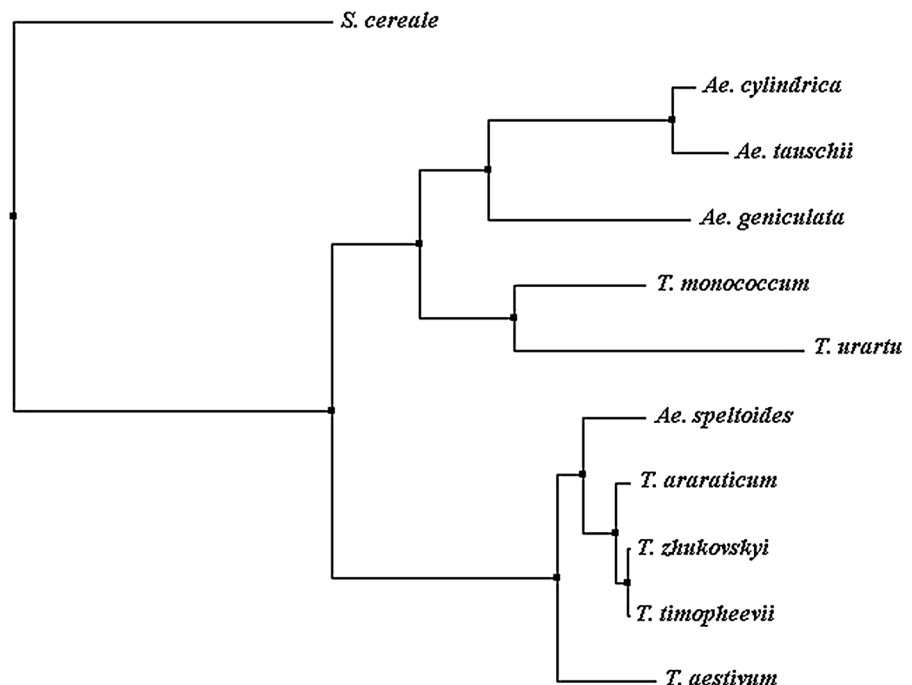 S. cereale
Ae. cylindrica
Ae. tauschii
Ae. geniculata
T. monococcum
T. urartu
Ae. speltoides
T. araraticum
T. zhukovskyi
T. timopheevii
T. aestivum